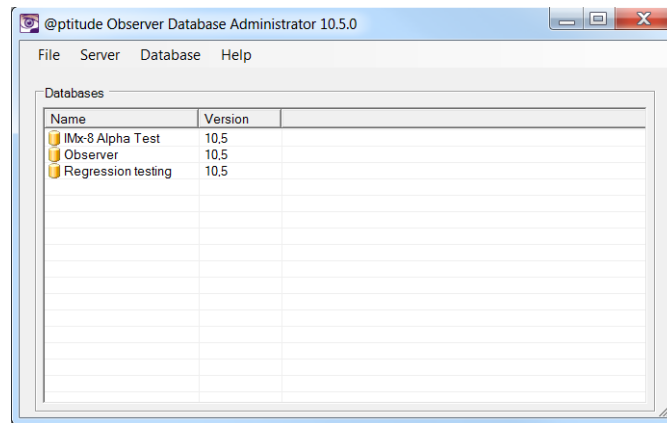 @ptitude Observer Database Administrator 10.5.0
File Server Database Help
Databases
Name Version
IMx-8 Alpha Test 10,5
Observer 10,5
Regression testing 10,5